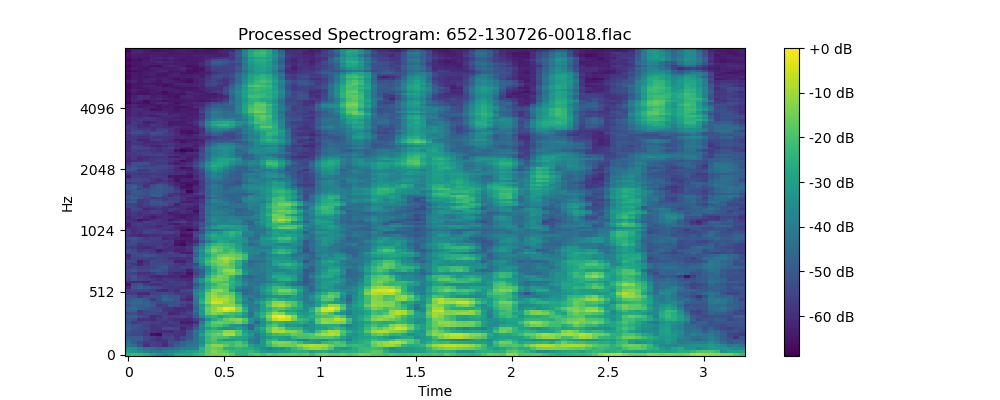 Processed Spectrogram: 652-130726-0018.flac
Hz
4096
2048
1024
512
0
0
0.5
1
1.5
2
2.5
3
Time
+0 dB
-10 dB
-20 dB
-30 dB
-40 dB
-50 dB
-60 dB